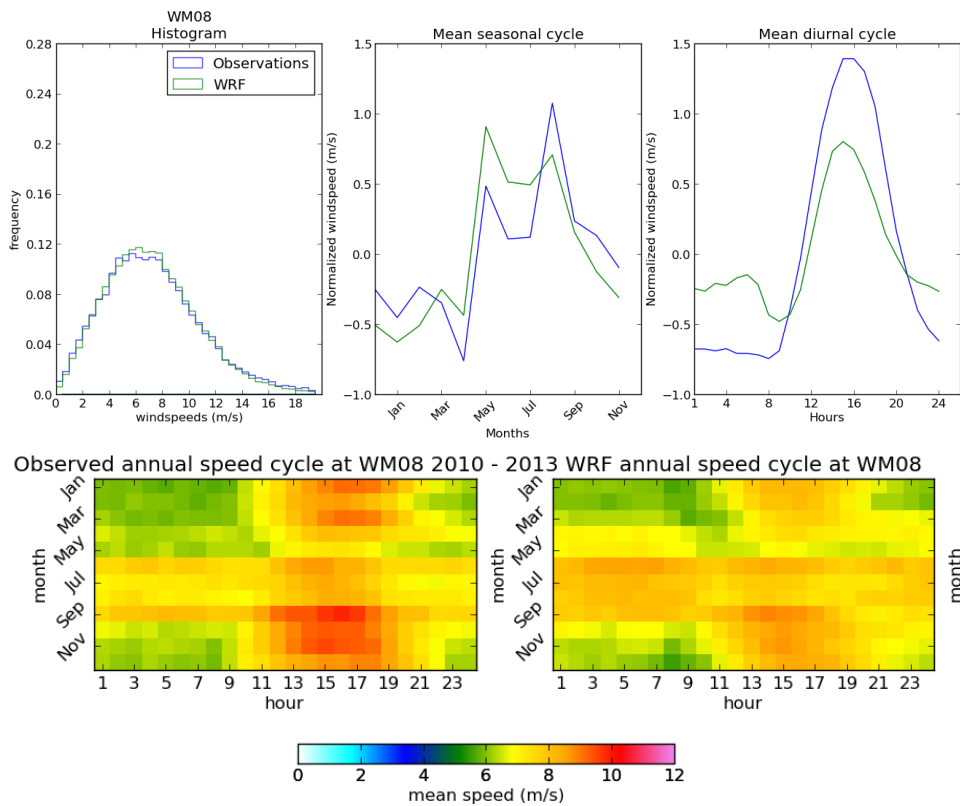 WM08
Histogram
Mean seasonal cycle
Mean diurnal cycle
Observations
WRF
frequency
0.28
0.24
0.2
0.16
0.12
0.08
0.04
0.0
0 2 4 6 8 10 12 14 16 18
windspeeds (m/s)
Normalized windspeed (m/s)
1.5
1.0
0.5
0.0
−0.5
−1.0
Jan Mar May Jul Sep Nov
Months
Normalized windspeed (m/s)
1.5
1.0
0.5
0.0
−0.5
−1.0
1 4 8 12 16 20 24
Hours
Observed annual speed cycle at WM08 2010 - 2013 WRF annual speed cycle at WM08
month
Jan
Mar
May
Jul
Sep
Nov
1 3 5 7 9 11 13 15 17 19 21 23
hour
month
Jan
Mar
May
Jul
Sep
Nov
1 3 5 7 9 11 13 15 17 19 21 23
hour
month
0 2 4 6 8 10 12
mean speed (m/s)